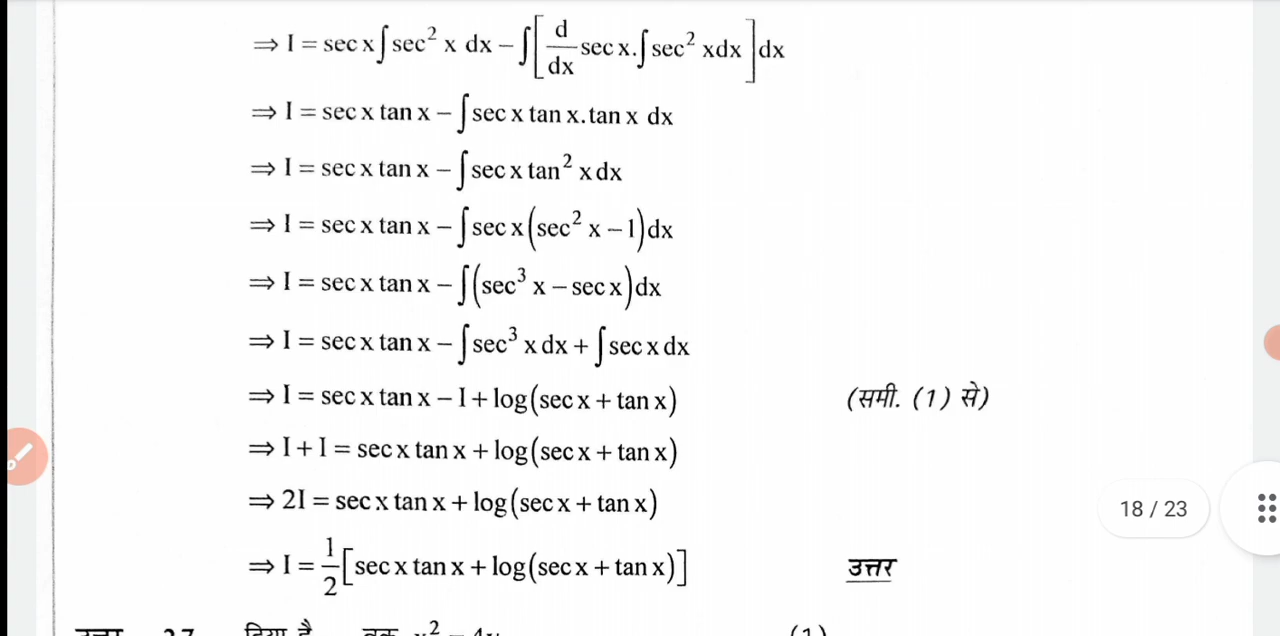 ⇒ I = sec x ∫ sec² x dx − ∫ [ d/dx sec x. ∫ sec² xdx ] dx
⇒ I = sec x tan x − ∫ sec x tan x. tan x dx
⇒ I = sec x tan x − ∫ sec x tan² x dx
⇒ I = sec x tan x − ∫ sec x (sec² x − 1) dx
⇒ I = sec x tan x − ∫ (sec³ x − sec x) dx
⇒ I = sec x tan x − ∫ sec³ x dx + ∫ sec x dx
⇒ I = sec x tan x − I + log (sec x + tan x) (समी. (1) से)
⇒ I + I = sec x tan x + log (sec x + tan x)
⇒ 2I = sec x tan x + log (sec x + tan x)
18 / 23
⇒ I = 1/2 [sec x tan x + log (sec x + tan x)] उत्तर